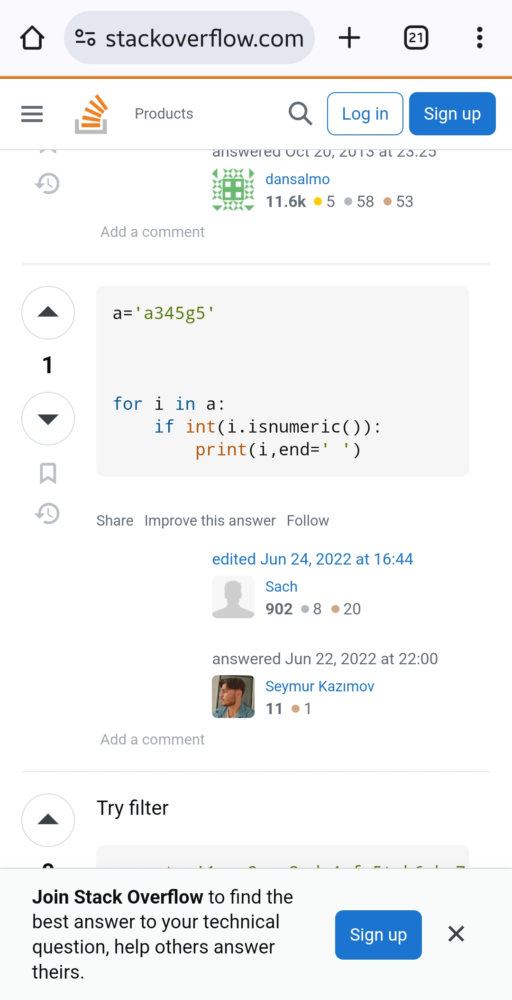 stackoverflow.com
21
Products
Log in
Sign up
answered Oct 20, 2013 at 23:25
dansalmo
11.6k 5 58 53
Add a comment
1
a='a345g5'
for i in a:
    if int(i.isnumeric()):
        print(i,end=' ')
Share Improve this answer Follow
edited Jun 24, 2022 at 16:44
Sach
902 8 20
answered Jun 22, 2022 at 22:00
Seymur Kazımov
11 1
Add a comment
Try filter
Join Stack Overflow to find the
best answer to your technical
question, help others answer
theirs.
Sign up